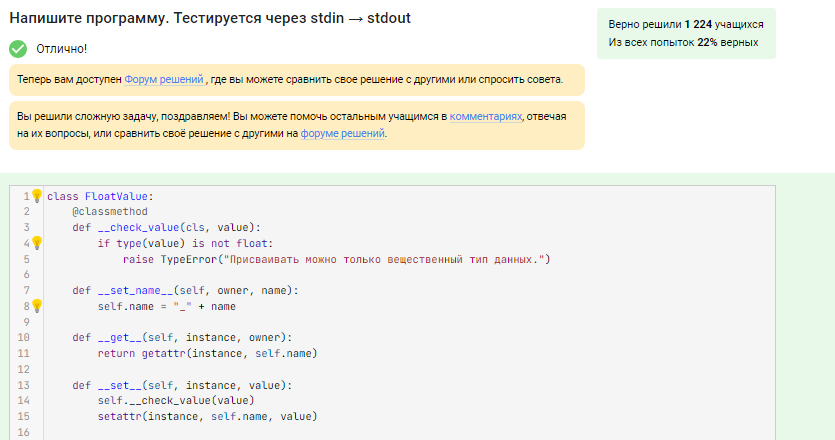 Напишите программу. Тестируется через stdin → stdout
Верно решили 1 224 учащихся
Из всех попыток 22% верных
Отлично!
Теперь вам доступен Форум решений , где вы можете сравнить свое решение с другими или спросить совета.
Вы решили сложную задачу, поздравляем! Вы можете помочь остальным учащимся в комментариях, отвечая
на их вопросы, или сравнить своё решение с другими на форуме решений.
1 class FloatValue:
2     @classmethod
3     def __check_value(cls, value):
4         if type(value) is not float:
5             raise TypeError("Присваивать можно только вещественный тип данных.")
6
7     def __set_name__(self, owner, name):
8         self.name = "_" + name
9
10     def __get__(self, instance, owner):
11         return getattr(instance, self.name)
12
13     def __set__(self, instance, value):
14         self.__check_value(value)
15         setattr(instance, self.name, value)
16